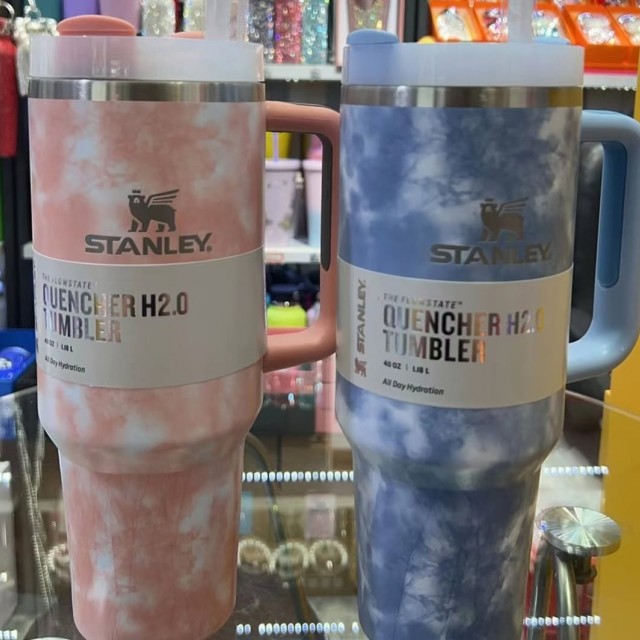 STANLEY
THE FLOWSTATE™
QUENCHER H2.0
TUMBLER
40 OZ | 1.18 L
All Day Hydration
STANLEY
STANLEY
THE FLOWSTATE™
QUENCHER H2.0
TUMBLER
40 OZ | 1.18 L
All Day Hydration